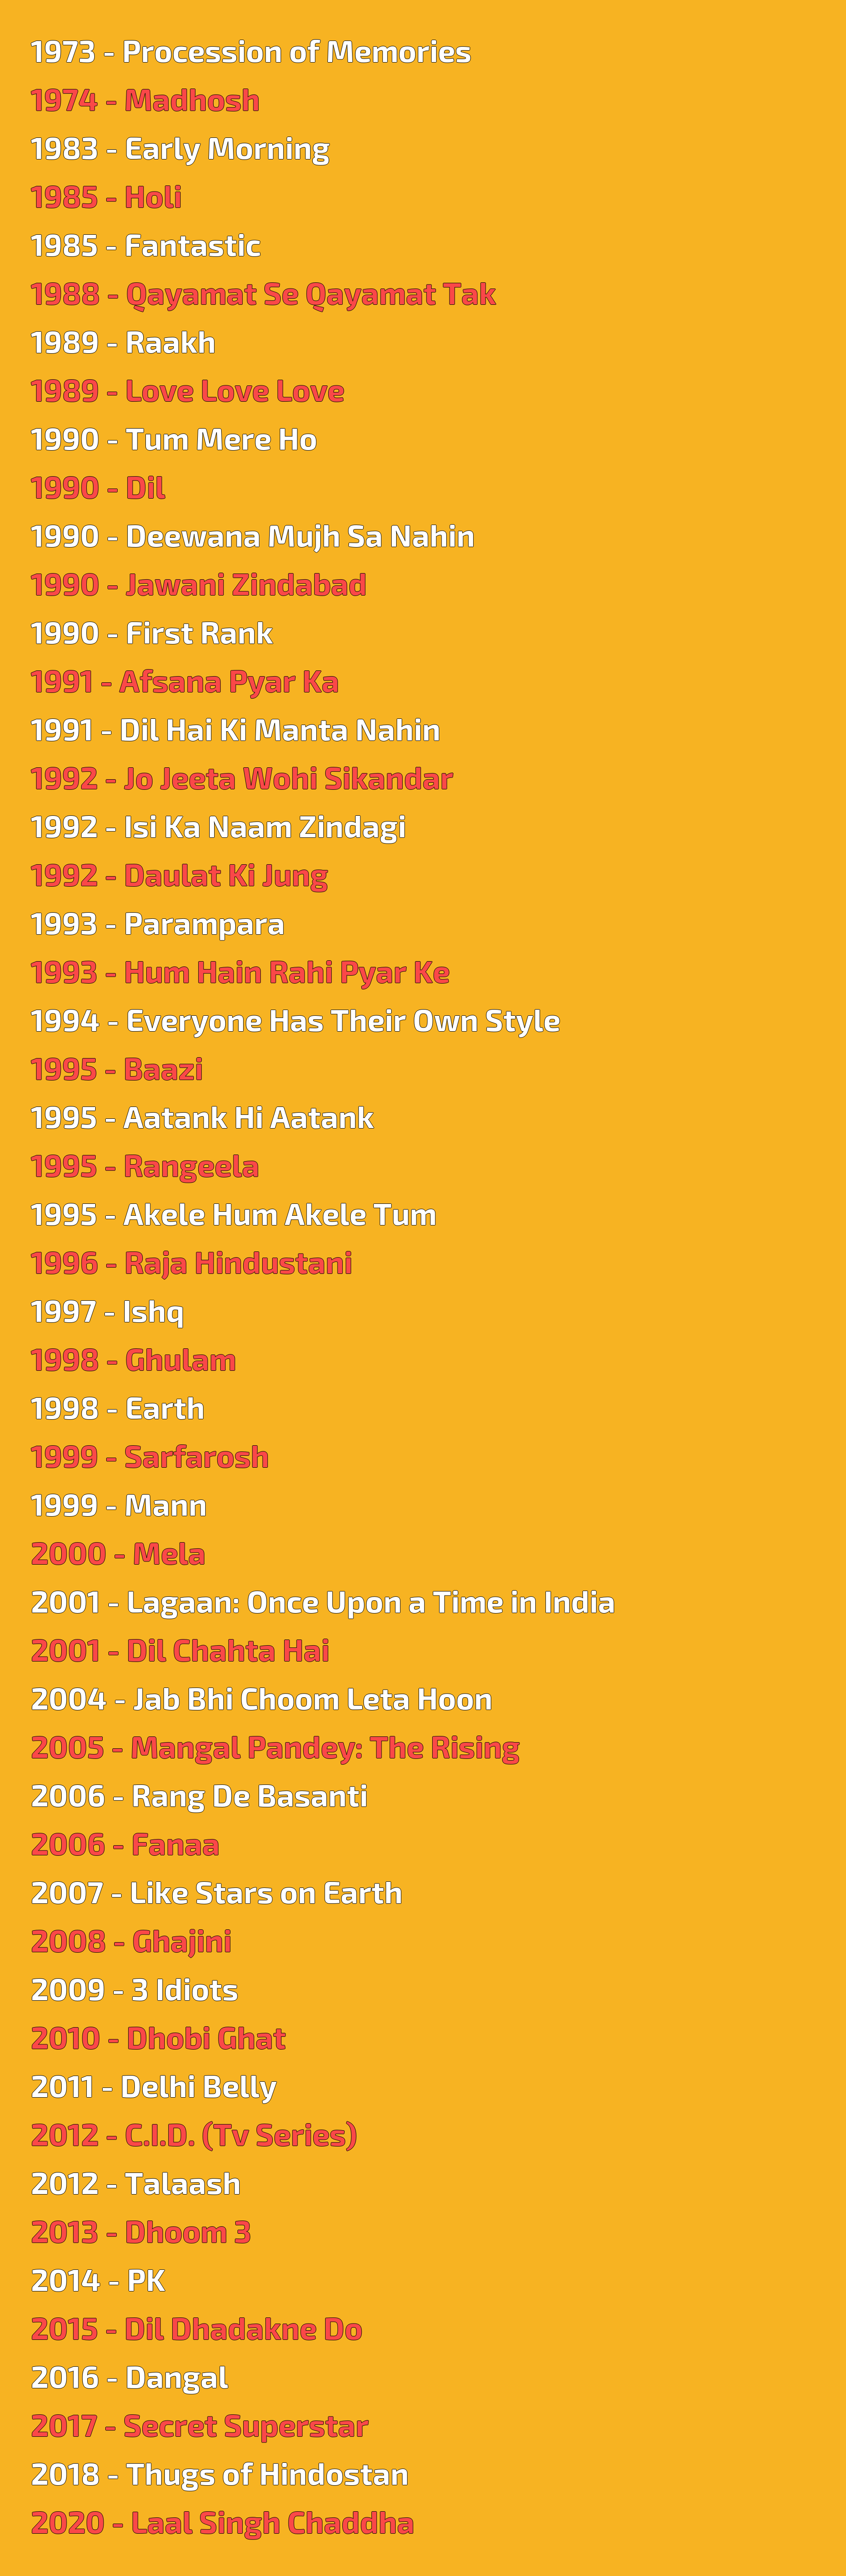 1973 - Procession of Memories
1974 - Madhosh
1983 - Early Morning
1985 - Holi
1985 - Fantastic
1988 - Qayamat Se Qayamat Tak
1989 - Raakh
1989 - Love Love Love
1990 - Tum Mere Ho
1990 - Dil
1990 - Deewana Mujh Sa Nahin
1990 - Jawani Zindabad
1990 - First Rank
1991 - Afsana Pyar Ka
1991 - Dil Hai Ki Manta Nahin
1992 - Jo Jeeta Wohi Sikandar
1992 - Isi Ka Naam Zindagi
1992 - Daulat Ki Jung
1993 - Parampara
1993 - Hum Hain Rahi Pyar Ke
1994 - Everyone Has Their Own Style
1995 - Baazi
1995 - Aatank Hi Aatank
1995 - Rangeela
1995 - Akele Hum Akele Tum
1996 - Raja Hindustani
1997 - Ishq
1998 - Ghulam
1998 - Earth
1999 - Sarfarosh
1999 - Mann
2000 - Mela
2001 - Lagaan: Once Upon a Time in India
2001 - Dil Chahta Hai
2004 - Jab Bhi Choom Leta Hoon
2005 - Mangal Pandey: The Rising
2006 - Rang De Basanti
2006 - Fanaa
2007 - Like Stars on Earth
2008 - Ghajini
2009 - 3 Idiots
2010 - Dhobi Ghat
2011 - Delhi Belly
2012 - C.I.D. (Tv Series)
2012 - Talaash
2013 - Dhoom 3
2014 - PK
2015 - Dil Dhadakne Do
2016 - Dangal
2017 - Secret Superstar
2018 - Thugs of Hindostan
2020 - Laal Singh Chaddha